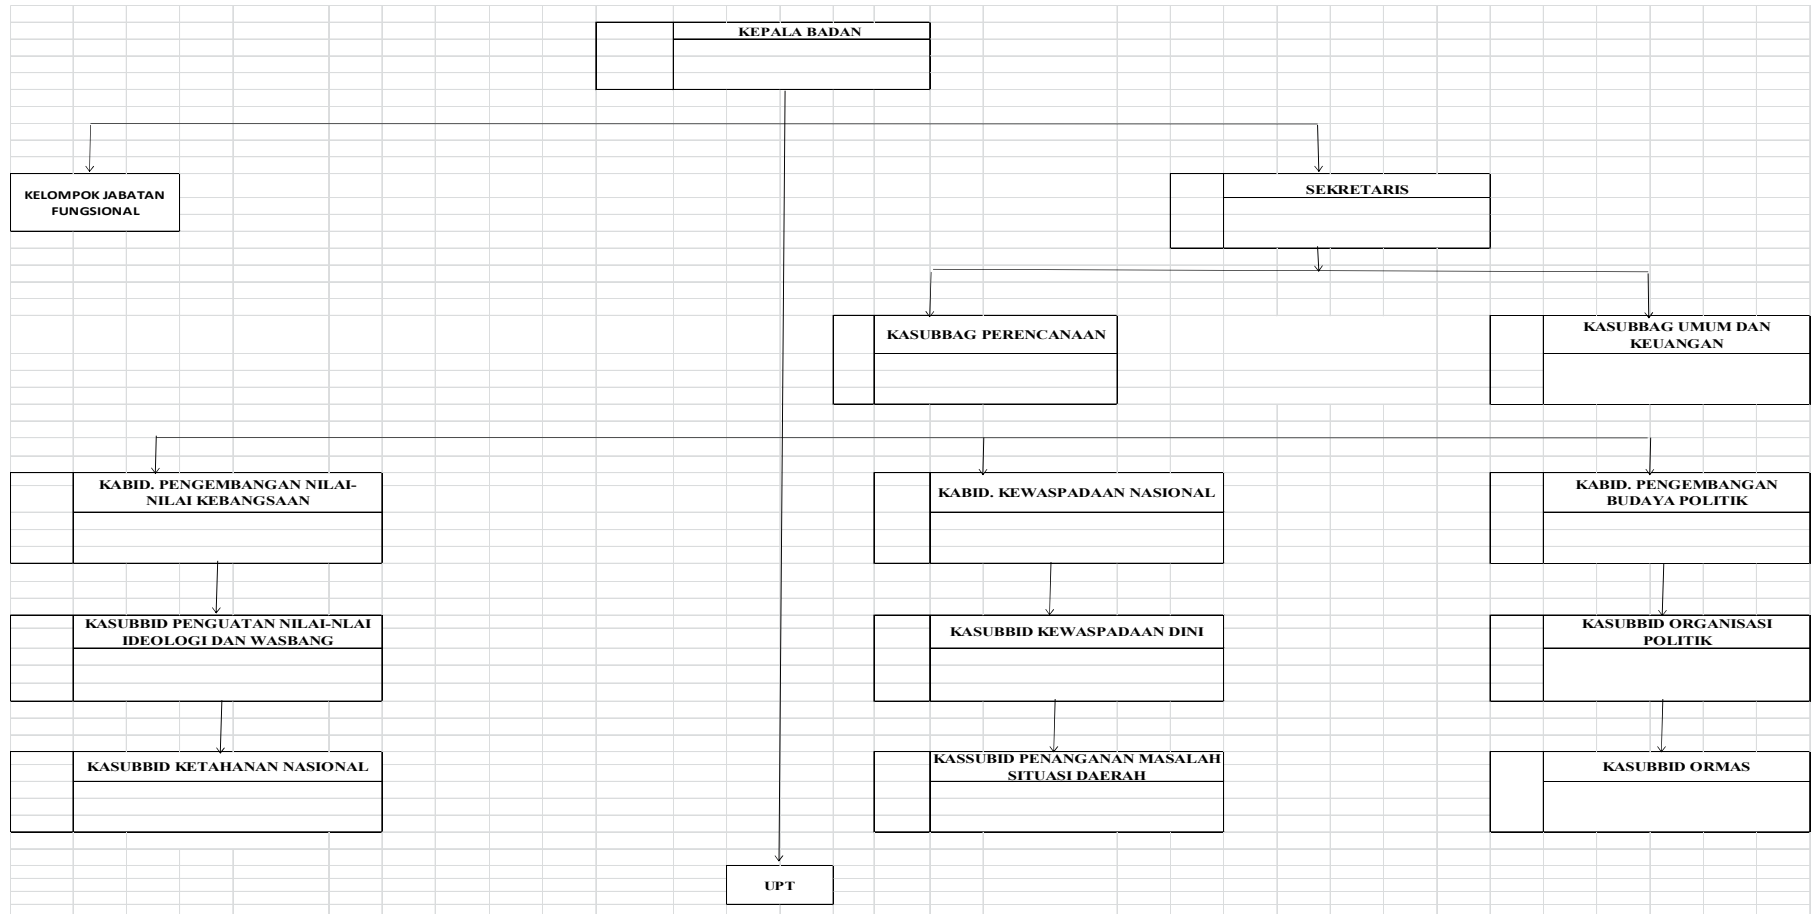 KEPALA BADAN
KELOMPOK JABATAN
FUNGSIONAL
SEKRETARIS
KASUBBAG PERENCANAAN
KASUBBAG UMUM DAN
KEUANGAN
KABID. PENGEMBANGAN NILAI-
NILAI KEBANGSAAN
KABID. KEWASPADAAN NASIONAL
KABID. PENGEMBANGAN
BUDAYA POLITIK
KASUBBID PENGUATAN NILAI-NLAI
IDEOLOGI DAN WASBANG
KASUBBID KEWASPADAAN DINI
KASUBBID ORGANISASI
POLITIK
KASUBBID KETAHANAN NASIONAL
KASSUBID PENANGANAN MASALAH
SITUASI DAERAH
KASUBBID ORMAS
UPT